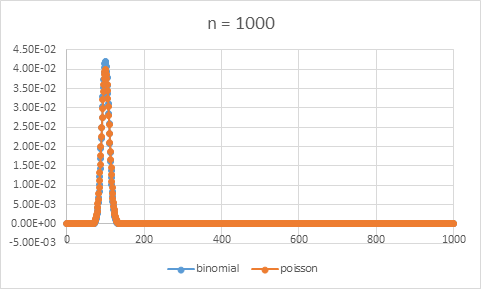 n = 1000
4.50E-02
4.00E-02
3.50E-02
3.00E-02
2.50E-02
2.00E-02
1.50E-02
1.00E-02
5.00E-03
0.00E+00
-5.00E-03
0 200 400 600 800 1000
binomial poisson